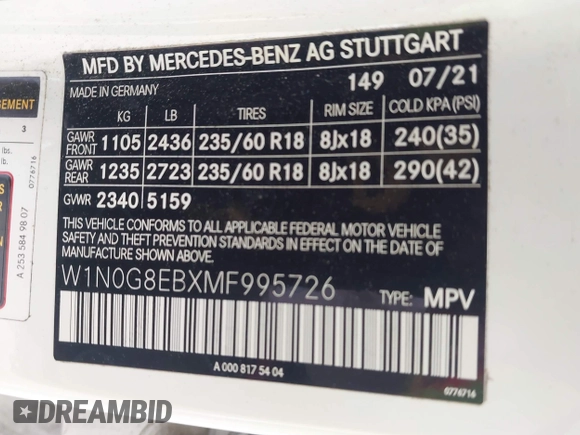 MFD BY MERCEDES-BENZ AG STUTTGART
MADE IN GERMANY 149 07/21
KG LB TIRES RIM SIZE COLD KPA(PSI)
GAWR FRONT 1105 2436 235/60 R18 8Jx18 240(35)
GAWR REAR 1235 2723 235/60 R18 8Jx18 290(42)
GVWR 2340 5159
THIS VEHICLE CONFORMS TO ALL APPLICABLE FEDERAL MOTOR VEHICLE
SAFETY AND THEFT PREVENTION STANDARDS IN EFFECT ON THE DATE OF
MANUFACTURE SHOWN ABOVE.
W1N0G8EBXMF995726 TYPE: MPV
A 000 817 54 04
0776716
3
lbs.
0776716
A 253 584 98 07
DREAMBID